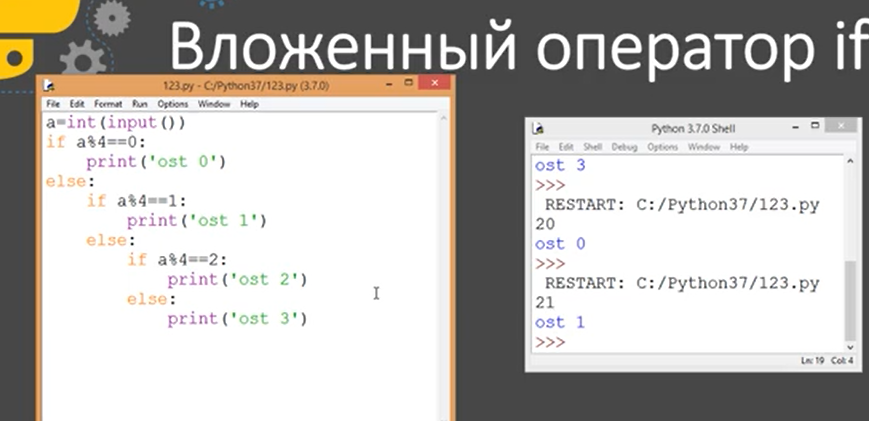 Вложенный оператор if
123.py - C:/Python37/123.py (3.7.0)
File Edit Format Run Options Window Help
a=int(input())
if a%4==0:
    print('ost 0')
else:
    if a%4==1:
        print('ost 1')
    else:
        if a%4==2:
            print('ost 2')
        else:
            print('ost 3')
Python 3.7.0 Shell
File Edit Shell Debug Options Window Help
ost 3
>>>
 RESTART: C:/Python37/123.py
20
ost 0
>>>
 RESTART: C:/Python37/123.py
21
ost 1
>>>
Ln: 19 Col: 4